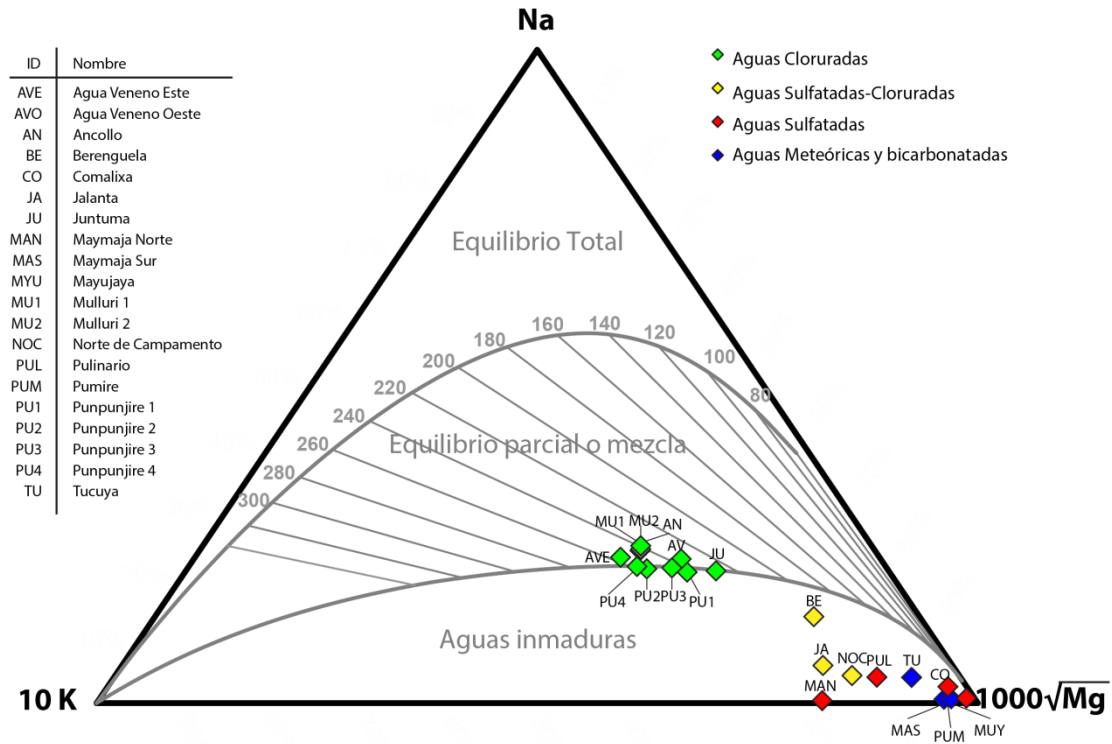 Na
ID Nombre
AVE Agua Veneno Este
AVO Agua Veneno Oeste
AN Ancollo
BE Berenguela
CO Comalixa
JA Jalanta
JU Juntuma
MAN Maymaja Norte
MAS Maymaja Sur
MYU Mayujaya
MU1 Mulluri 1
MU2 Mulluri 2
NOC Norte de Campamento
PUL Pulinario
PUM Pumire
PU1 Punpunjire 1
PU2 Punpunjire 2
PU3 Punpunjire 3
PU4 Punpunjire 4
TU Tucuya
Aguas Cloruradas
Aguas Sulfatadas-Cloruradas
Aguas Sulfatadas
Aguas Meteóricas y bicarbonatadas
Equilibrio Total
300 280 260 240 220 200 180 160 140 120 100 80
Equilibrio parcial o mezcla
MU1 MU2 AN
AVE AV JU
PU4 PU2 PU3 PU1
BE
Aguas inmaduras
JA NOC PUL TU CO
MAN
10 K
1000√Mg
MAS PUM MUY